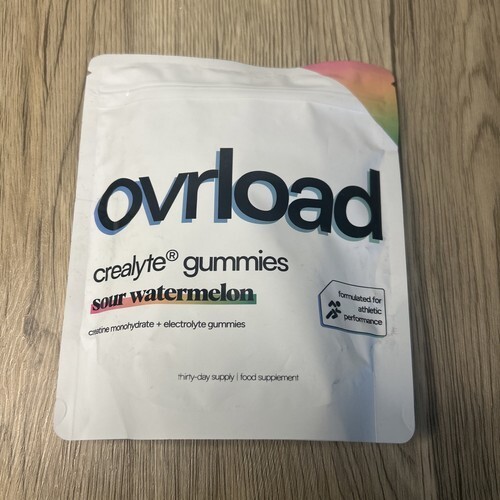 ovrload
crealyte® gummies
sour watermelon
creatine monohydrate + electrolyte gummies
formulated for
athletic
performance
thirty-day supply | food supplement